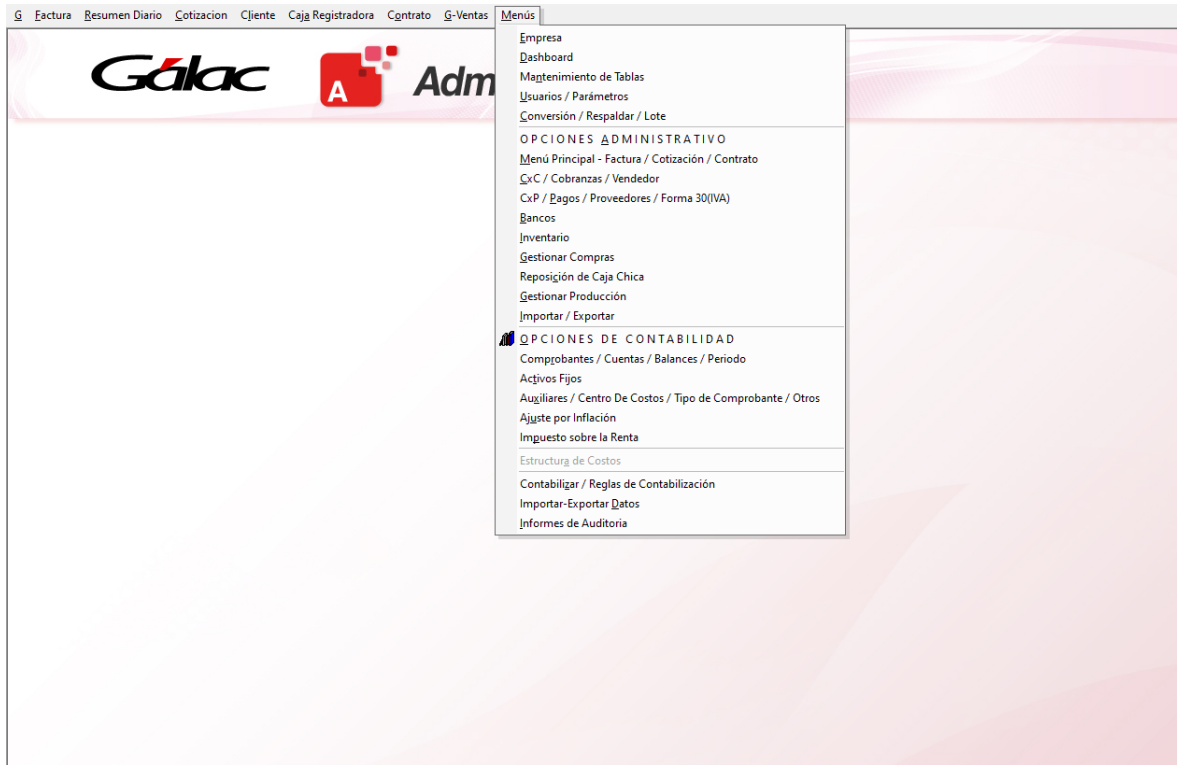 G Factura Resumen Diario Cotizacion Cliente Caja Registradora Contrato G-Ventas Menús
Gálac A Adm
Empresa
Dashboard
Mantenimiento de Tablas
Usuarios / Parámetros
Conversión / Respaldar / Lote
OPCIONES ADMINISTRATIVO
Menú Principal - Factura / Cotización / Contrato
CxC / Cobranzas / Vendedor
CxP / Pagos / Proveedores / Forma 30(IVA)
Bancos
Inventario
Gestionar Compras
Reposición de Caja Chica
Gestionar Producción
Importar / Exportar
OPCIONES DE CONTABILIDAD
Comprobantes / Cuentas / Balances / Periodo
Activos Fijos
Auxiliares / Centro De Costos / Tipo de Comprobante / Otros
Ajuste por Inflación
Impuesto sobre la Renta
Estructura de Costos
Contabilizar / Reglas de Contabilización
Importar-Exportar Datos
Informes de Auditoria